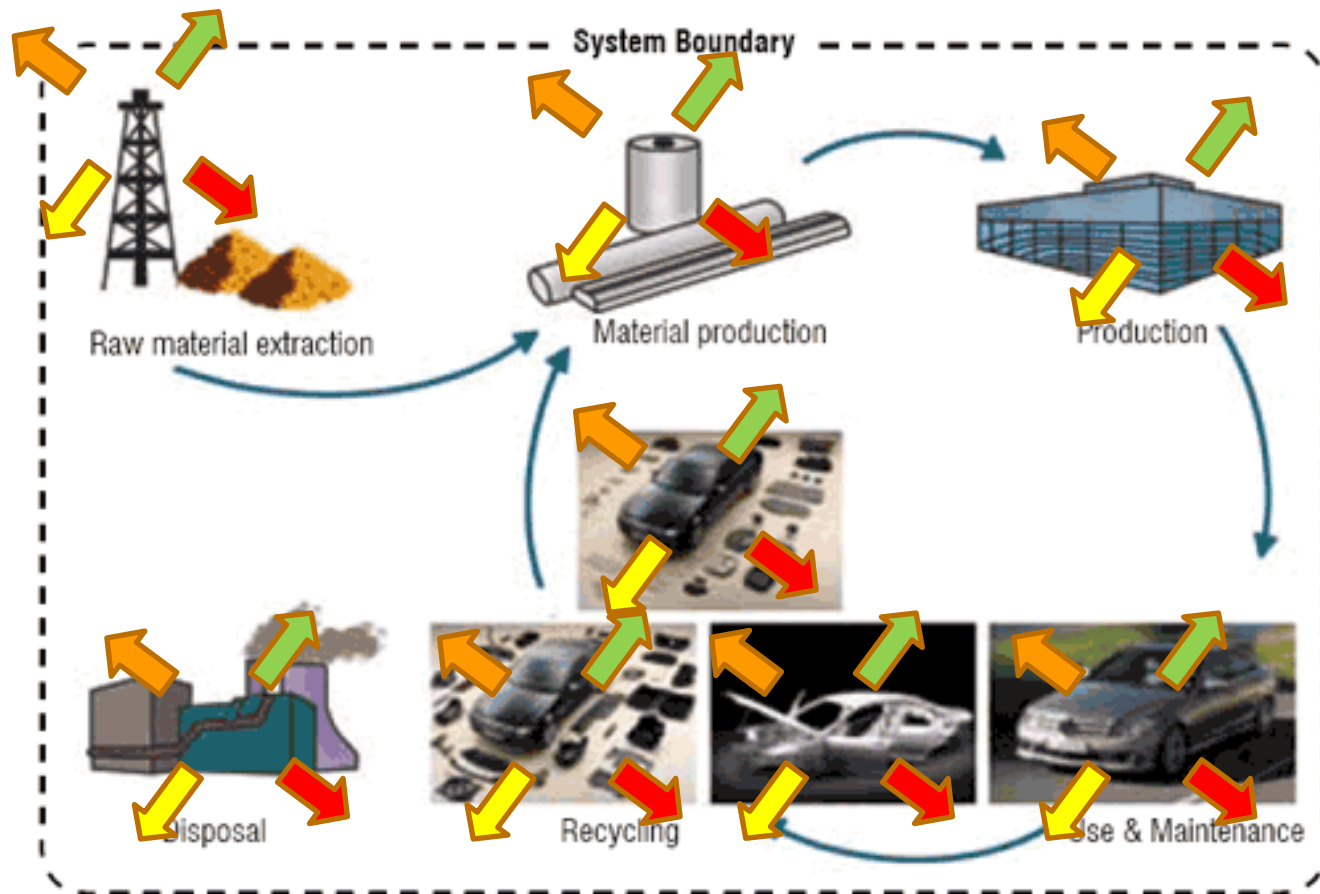 System Boundary
Raw material extraction
Material production
Production
Disposal
Recycling
Use & Maintenance